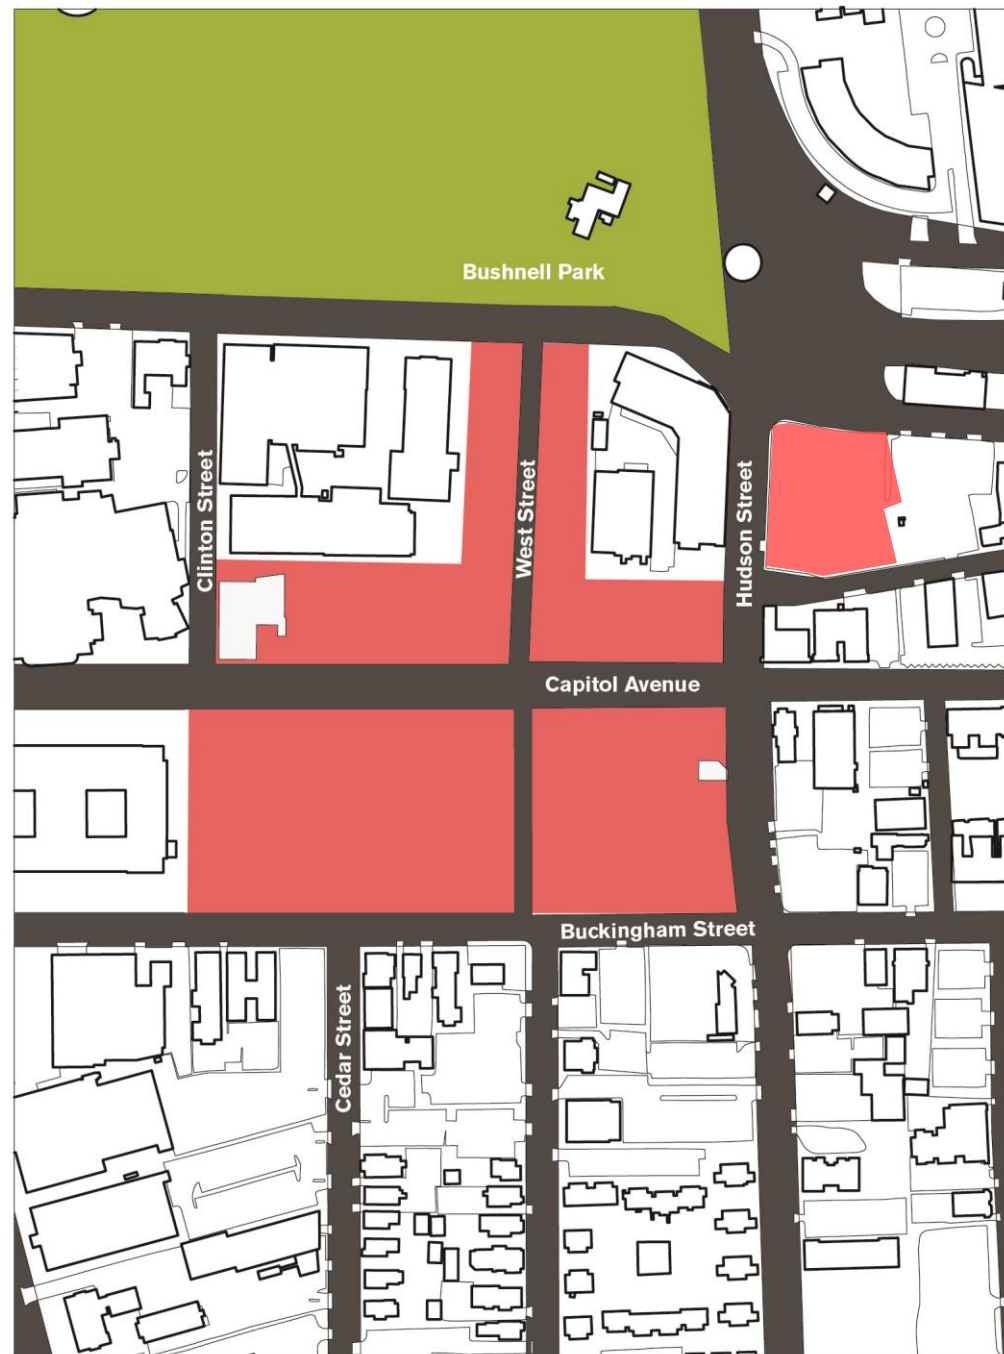 Bushnell Park
Clinton Street
West Street
Hudson Street
Capitol Avenue
Buckingham Street
Cedar Street